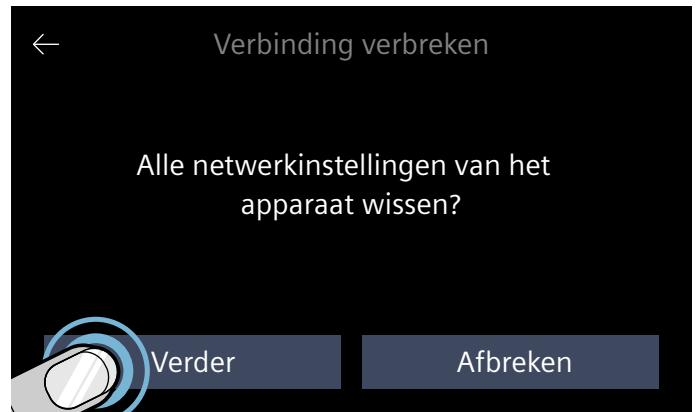 Verbinding verbreken
Alle netwerkinstellingen van het
apparaat wissen?
Verder
Afbreken